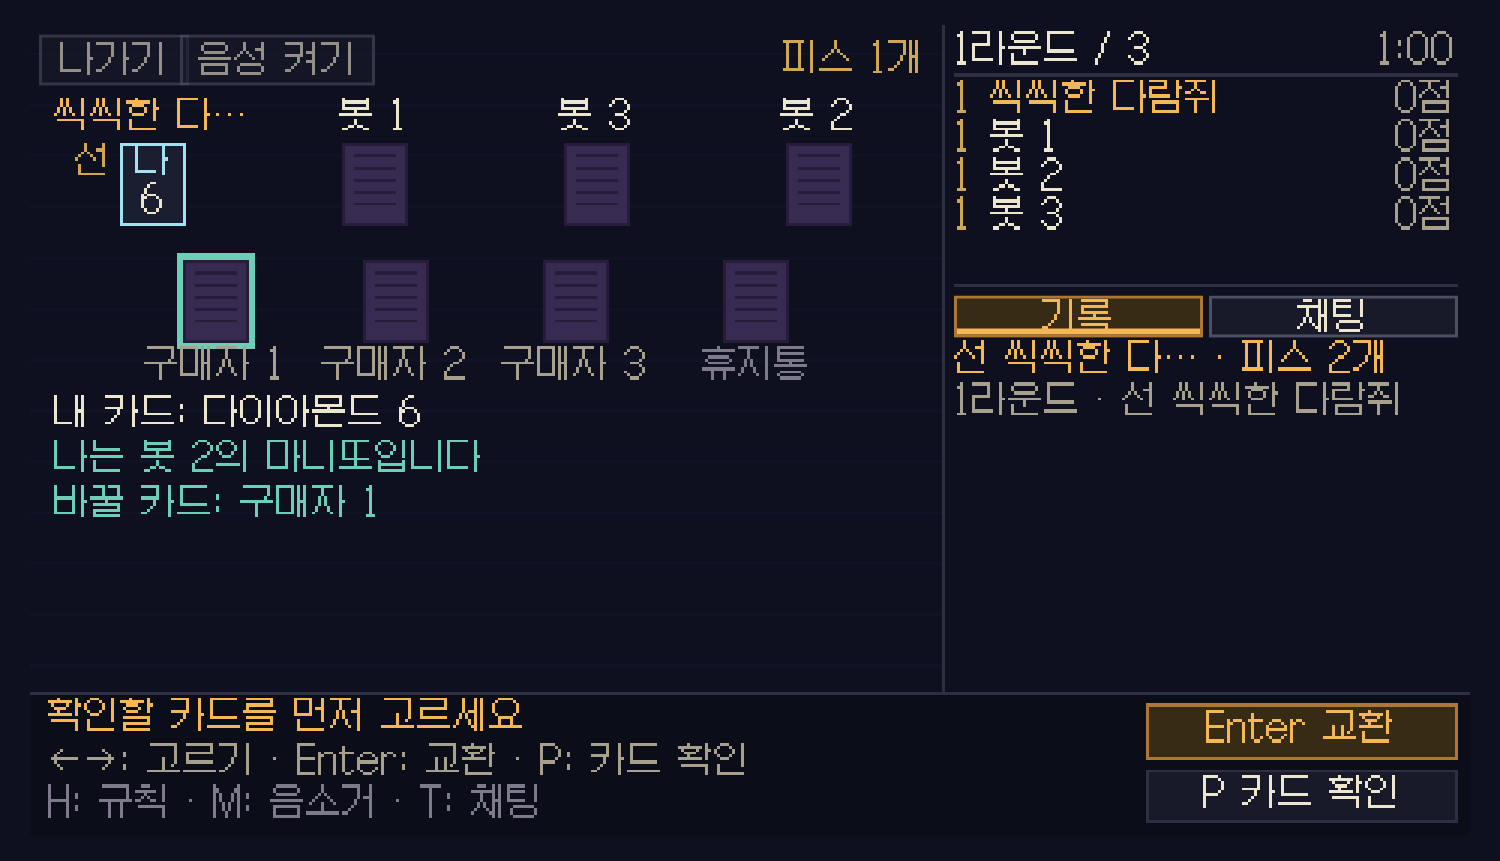 나가기 음성 켜기 피스 1개
씩씩한 다… 봇 1 봇 3 봇 2
선 다
6
구매자 1 구매자 2 구매자 3 휴지통
내 카드: 다이아몬드 6
나는 봇 2의 마니또입니다
바꿀 카드: 구매자 1
1라운드 / 3 1:00
1 씩씩한 다람쥐 0점
1 봇 1 0점
1 봇 2 0점
1 봇 3 0점
기록 채팅
선 씩씩한 다… · 피스 2개
1라운드 · 선 씩씩한 다람쥐
확인할 카드를 먼저 고르세요
←→: 고르기 · Enter: 교환 · P: 카드 확인
H: 규칙 · M: 음소거 · T: 채팅
Enter 교환
P 카드 확인